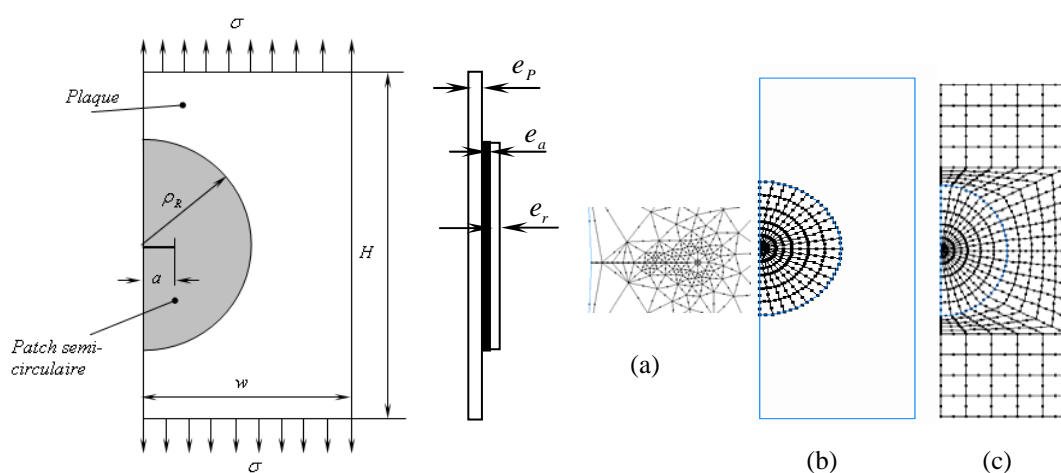 σ
Plaque
ρ_R
H
a
Patch semi-
circulaire
w
σ
e_P
e_a
e_r
(a)
(b)
(c)